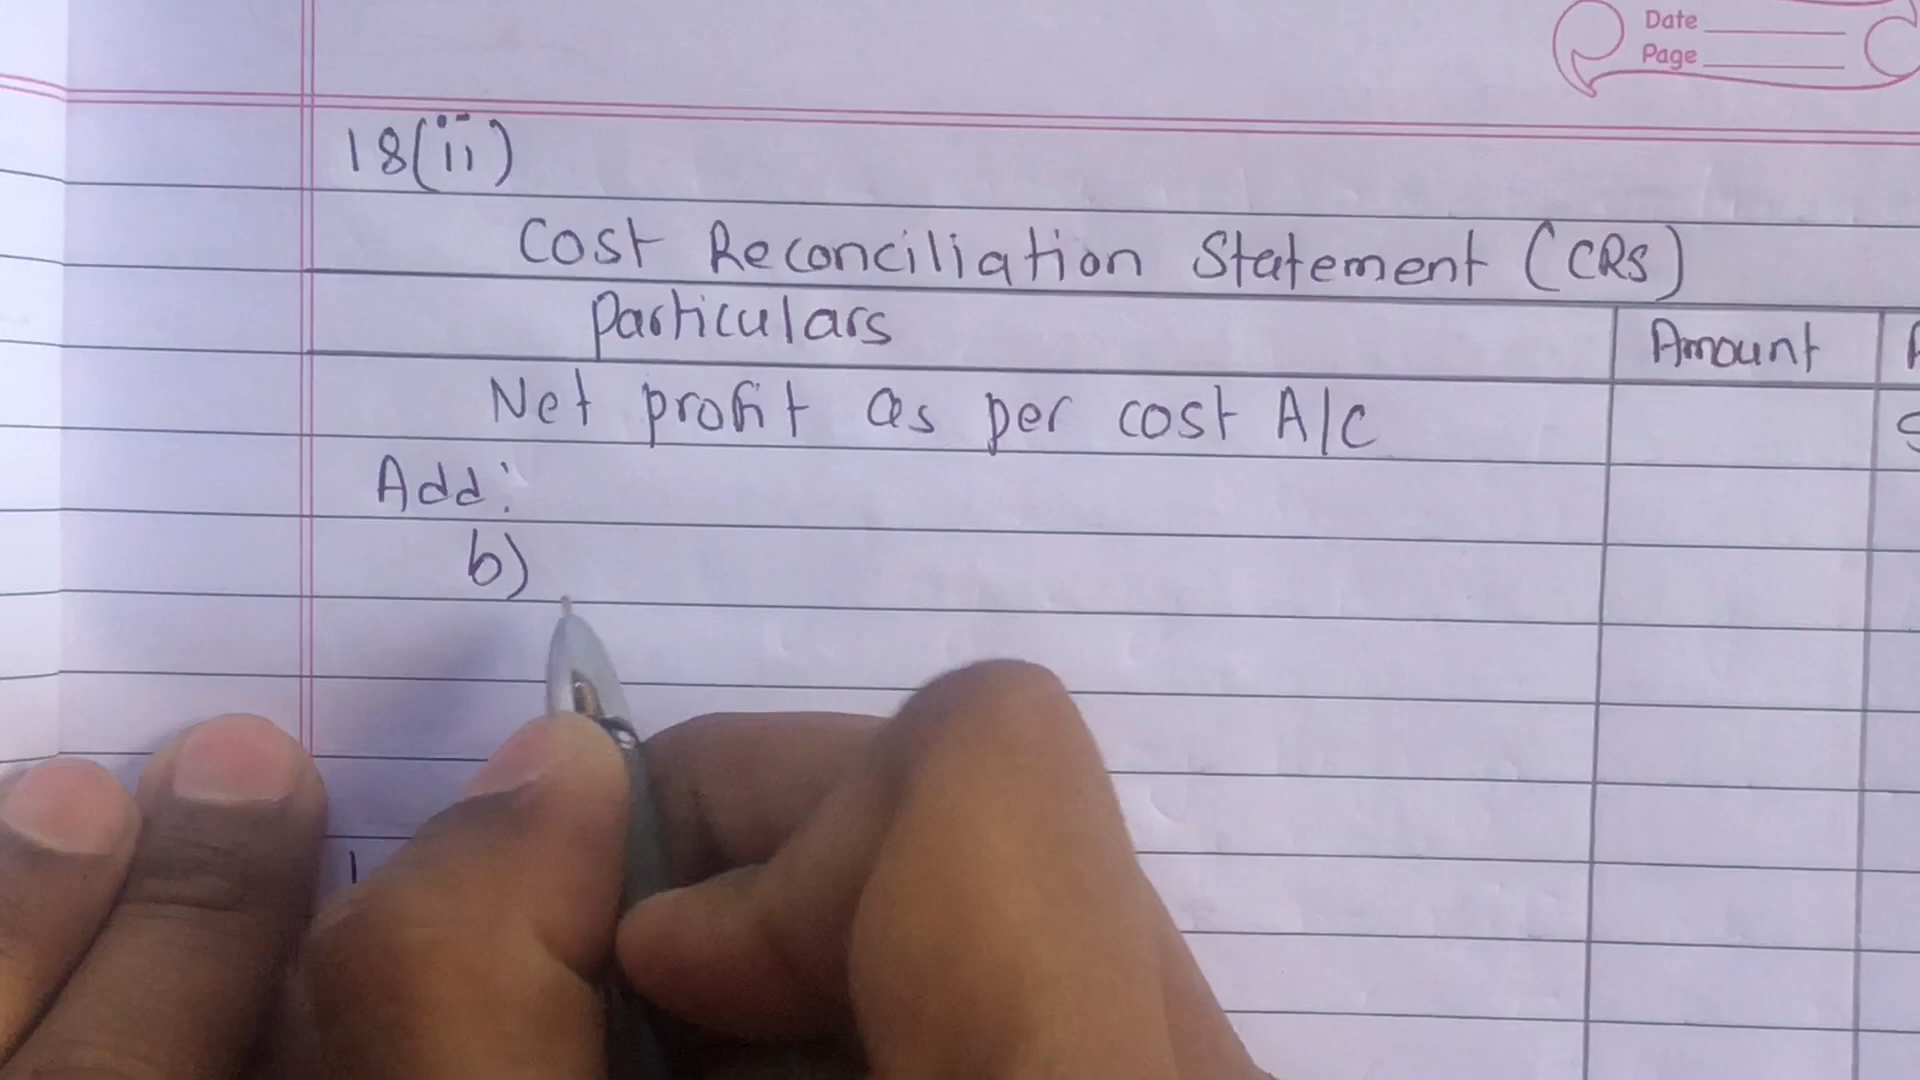 Date
Page
18(ii)
Cost Reconciliation Statement (CRS)
Particulars Amount
Net profit as per cost A/C
Add:
b)